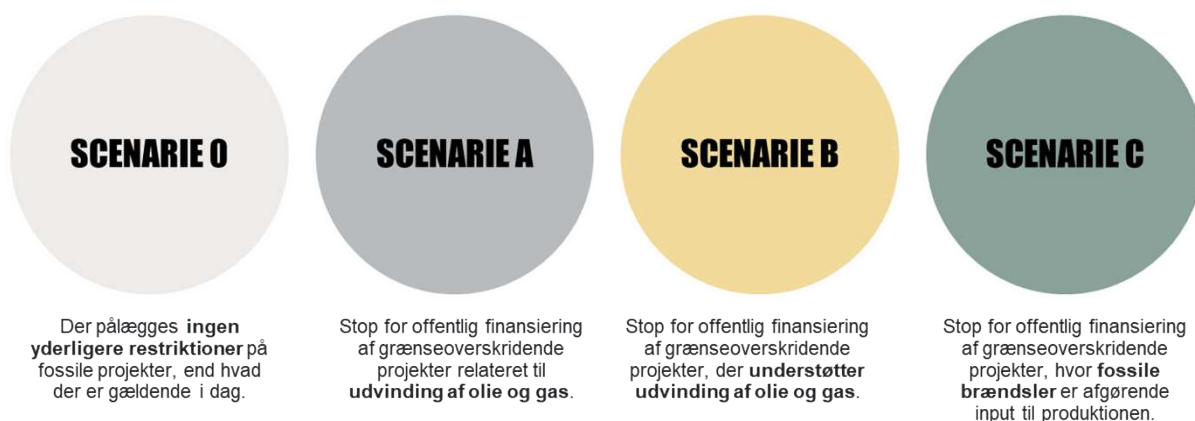 SCENARIE 0
Der pålægges ingen
yderligere restriktioner på
fossile projekter, end hvad
der er gældende i dag.
SCENARIE A
Stop for offentlig finansiering
af grænseoverskridende
projekter relateret til
udvinding af olie og gas.
SCENARIE B
Stop for offentlig finansiering
af grænseoverskridende
projekter, der understøtter
udvinding af olie og gas.
SCENARIE C
Stop for offentlig finansiering
af grænseoverskridende
projekter, hvor fossile
brændsler er afgørende
input til produktionen.